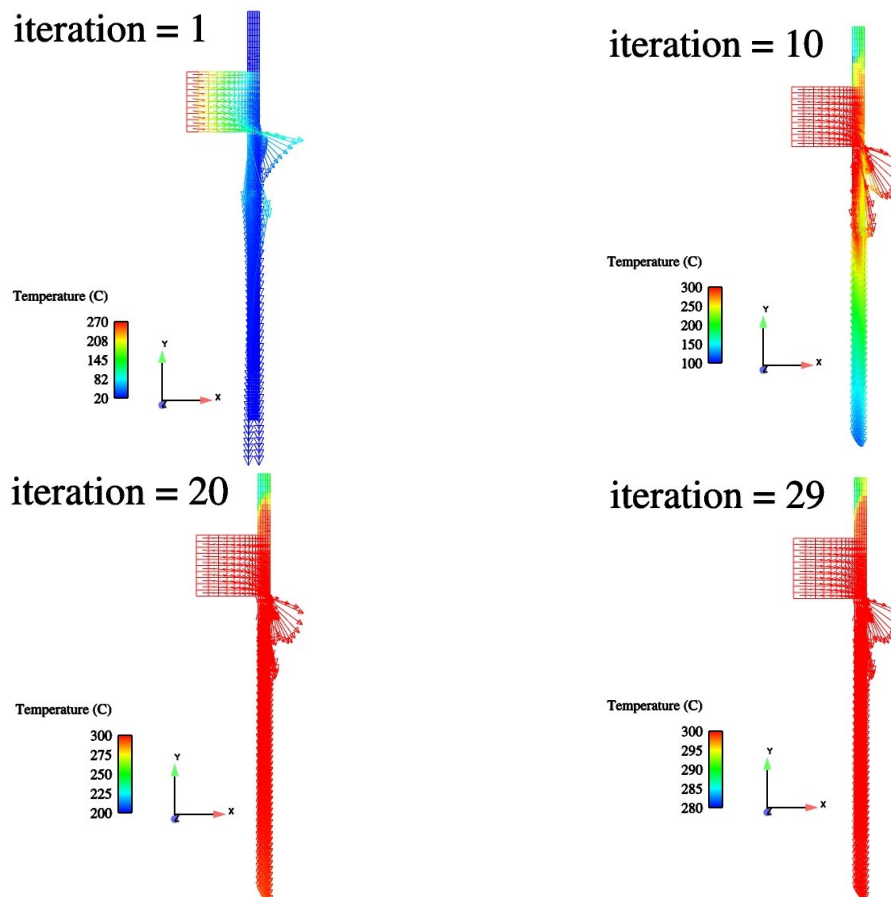 iteration = 1
Temperature (C)
270
208
145
82
20
Y
X
Z
iteration = 10
Temperature (C)
300
250
200
150
100
Y
X
Z
iteration = 20
Temperature (C)
300
275
250
225
200
Y
X
Z
iteration = 29
Temperature (C)
300
295
290
285
280
Y
X
Z